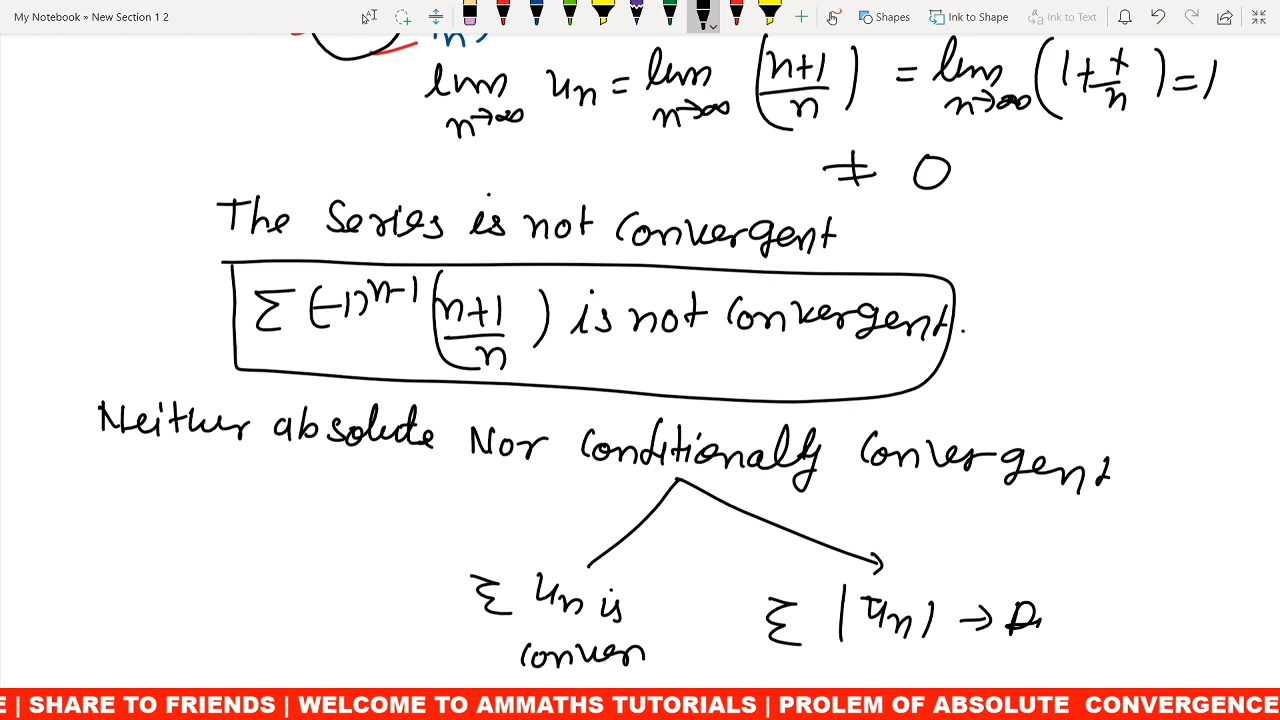 My Notebook » New Section 1 2
Shapes
Ink to Shape
Ink to Text
lim n→∞ un = lim n→∞ (n+1/n) = lim n→∞ (1+1/n) = 1
≠ 0
The Series is not convergent
Σ (-1)^n-1 (n+1/n) is not convergent.
Neither absolute Nor conditionally convergent
Σ un is
conven
Σ |un| → D
E | SHARE TO FRIENDS | WELCOME TO AMMATHS TUTORIALS | PROLEM OF ABSOLUTE CONVERGENCE